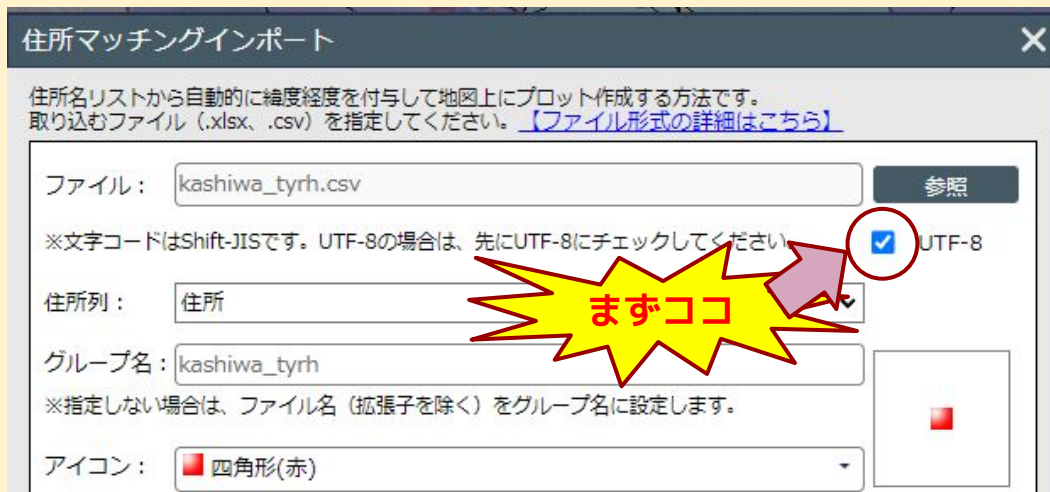 住所マッチングインポート
住所名リストから自動的に緯度経度を付与して地図上にプロット作成する方法です。
取り込むファイル（.xlsx、.csv）を指定してください。【ファイル形式の詳細はこちら】
ファイル： kashiwa_tyrh.csv 参照
※文字コードはShift-JISです。UTF-8の場合は、先にUTF-8にチェックしてください。 UTF-8
住所列： 住所
まずココ
グループ名： kashiwa_tyrh
※指定しない場合は、ファイル名（拡張子を除く）をグループ名に設定します。
アイコン： 四角形(赤)